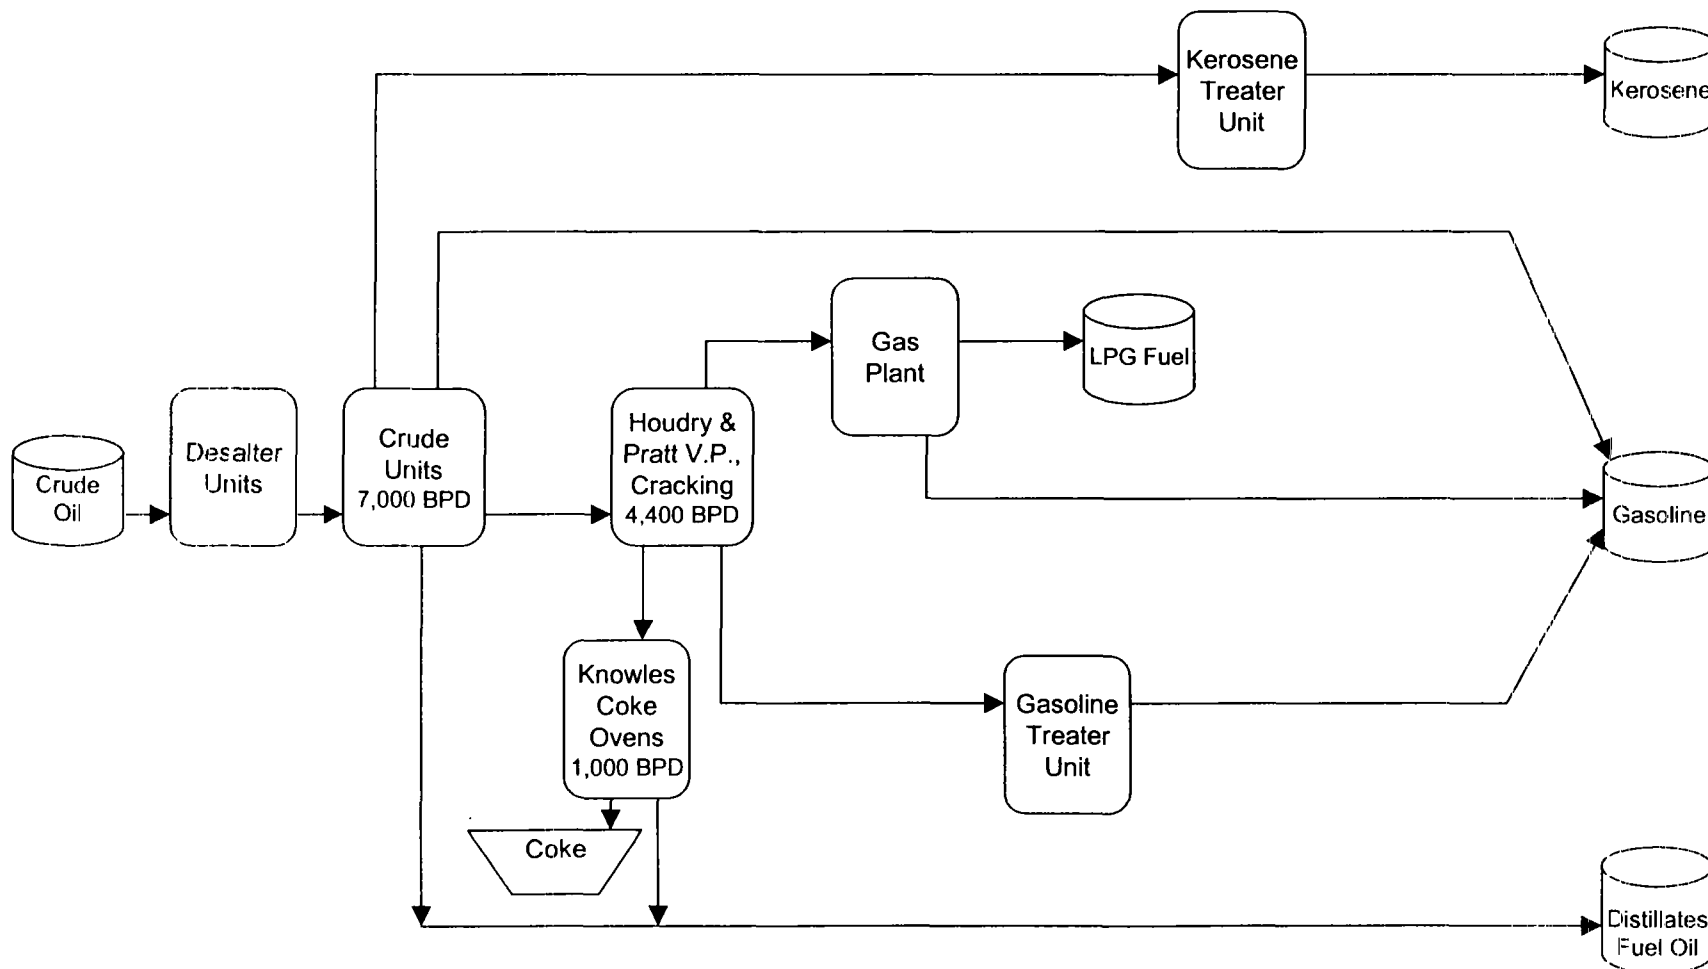 Kerosene
Treater
Unit
Kerosene
Gas
Plant
LPG Fuel
Crude
Oil
Desalter
Units
Crude
Units
7,000 BPD
Houdry &
Pratt V.P.,
Cracking
4,400 BPD
Gasoline
Knowles
Coke
Ovens
1,000 BPD
Gasoline
Treater
Unit
Coke
Distillates
Fuel Oil